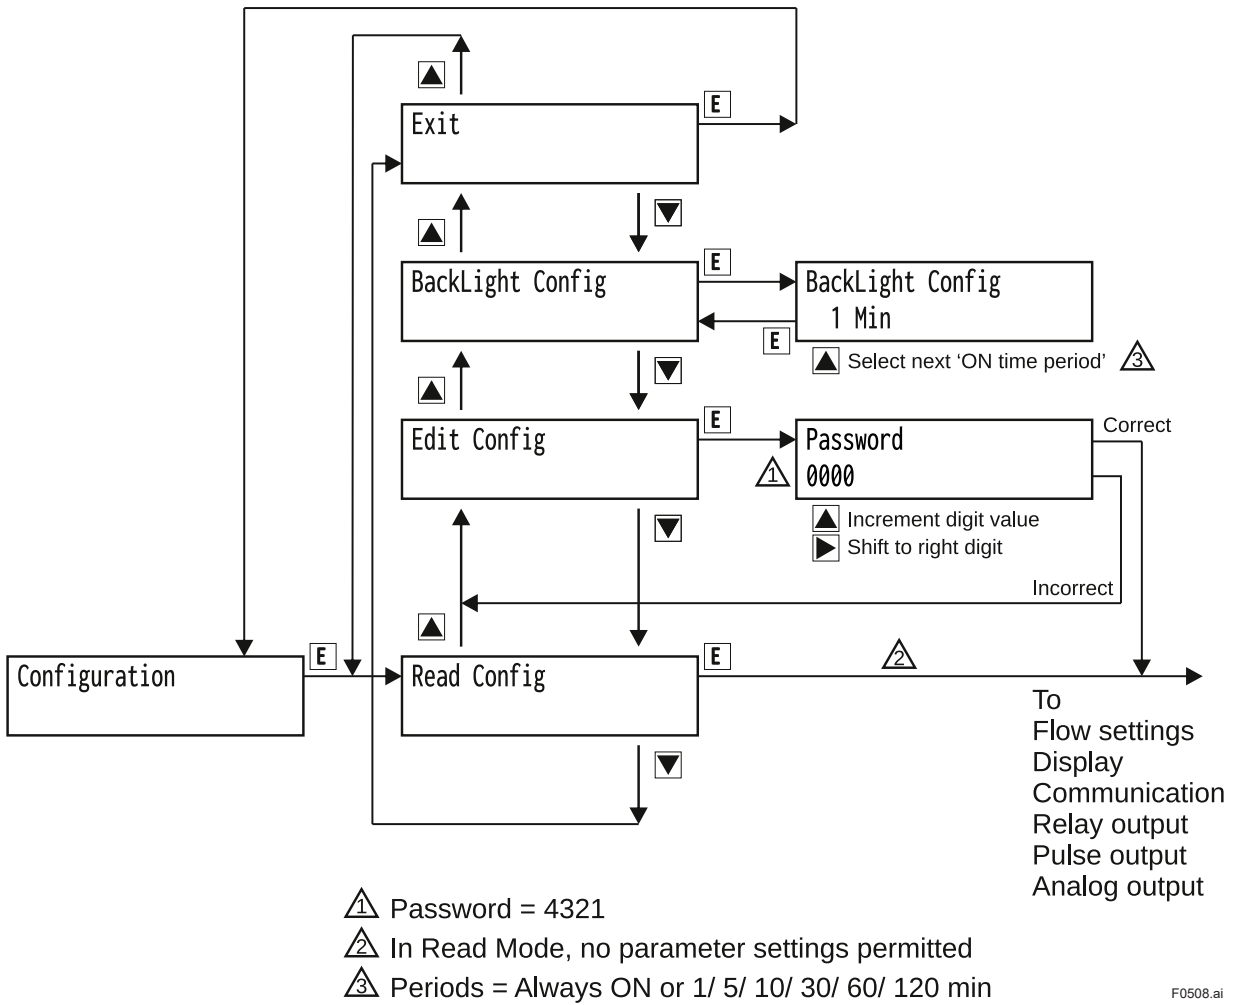 E
Exit
BackLight Config
E
BackLight Config
1 Min
E
Select next ‘ON time period’ 3
Edit Config
E
Password
0000
1
Correct
Increment digit value
Shift to right digit
Incorrect
Configuration
E
Read Config
E
2
To
Flow settings
Display
Communication
Relay output
Pulse output
Analog output
1 Password = 4321
2 In Read Mode, no parameter settings permitted
3 Periods = Always ON or 1/ 5/ 10/ 30/ 60/ 120 min
F0508.ai